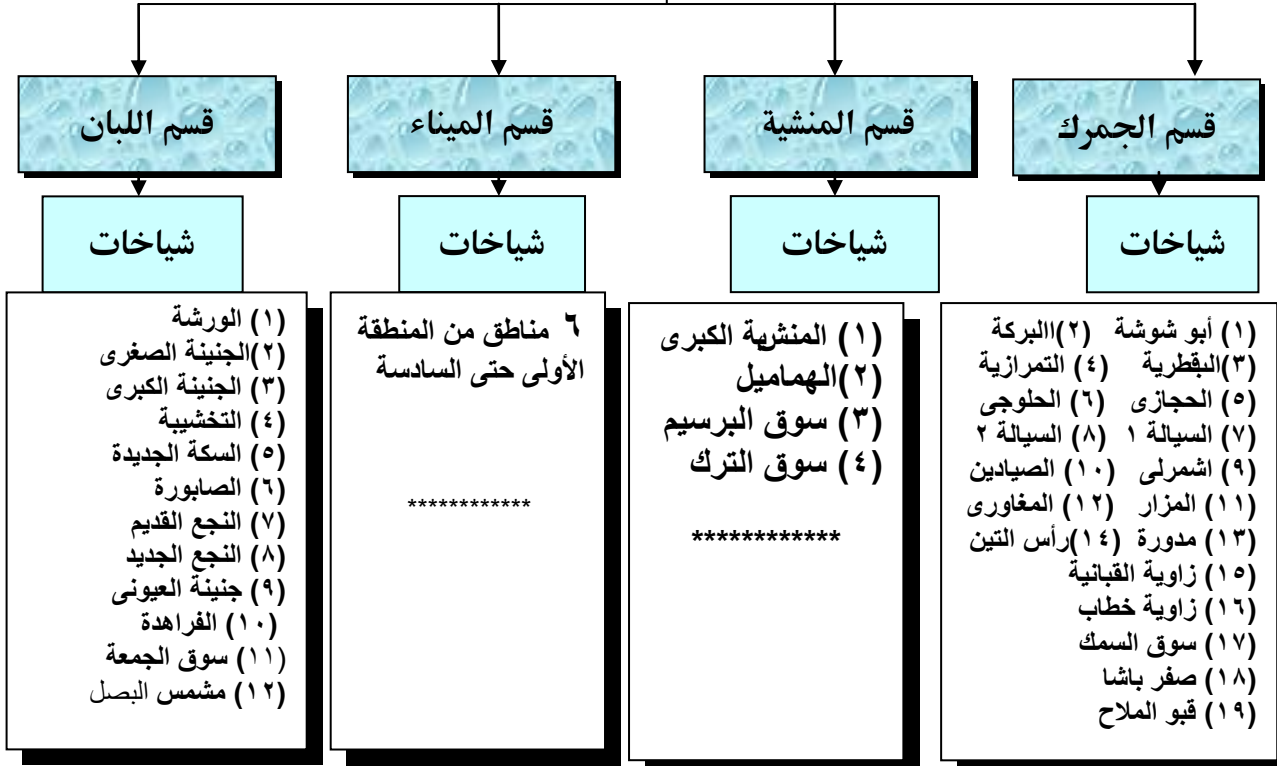 قسم الجمرك
شياخات
(١) أبو شوشة (٢)االبركة
(٣)البقطرية (٤) التمرازية
(٥) الحجازى (٦) الحلوجى
(٧) السيالة ١ (٨) السيالة ٢
(٩) اشمرلى (١٠) الصيادين
(١١) المزار (١٢) المغاورى
(١٣) مدورة (١٤)رأس التين
(١٥) زاوية القبانية
(١٦) زاوية خطاب
(١٧) سوق السمك
(١٨) صفر باشا
(١٩) قبو الملاح
قسم المنشية
شياخات
(١) المنشية الكبرى
(٢)الهماميل
(٣) سوق البرسيم
(٤) سوق الترك
************
قسم الميناء
شياخات
٦ مناطق من المنطقة
الأولى حتى السادسة
************
قسم اللبان
شياخات
(١) الورشة
(٢)الجنينة الصغرى
(٣) الجنينة الكبرى
(٤) التخشيبة
(٥) السكة الجديدة
(٦) الصابورة
(٧) النجع القديم
(٨) النجع الجديد
(٩) جنينة العيونى
(١٠) الفراهدة
(١١) سوق الجمعة
(١٢) مشمس البصل